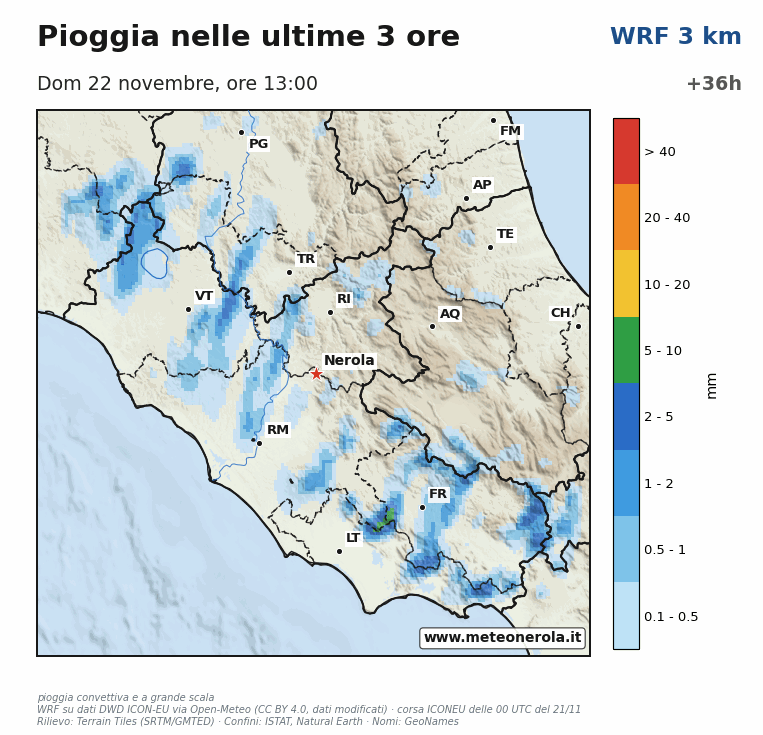 Pioggia nelle ultime 3 ore
WRF 3 km
Dom 22 novembre, ore 13:00
+36h
FM
PG
AP
TE
TR
VT
RI
AQ
CH
Nerola
RM
FR
LT
www.meteonerola.it
> 40
20 - 40
10 - 20
5 - 10
2 - 5
1 - 2
0.5 - 1
0.1 - 0.5
mm
pioggia convettiva e a grande scala
WRF su dati DWD ICON-EU via Open-Meteo (CC BY 4.0, dati modificati) · corsa ICONEU delle 00 UTC del 21/11
Rilievo: Terrain Tiles (SRTM/GMTED) · Confini: ISTAT, Natural Earth · Nomi: GeoNames